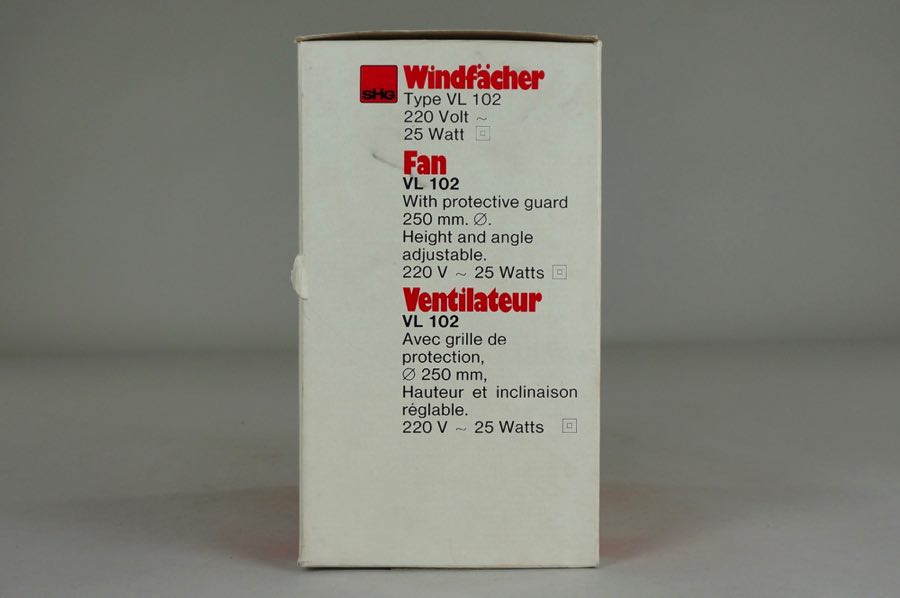 SHG
Windfächer
Type VL 102
220 Volt ~
25 Watt
Fan
VL 102
With protective guard
250 mm. Ø.
Height and angle
adjustable.
220 V ~ 25 Watts
Ventilateur
VL 102
Avec grille de
protection,
Ø 250 mm,
Hauteur et inclinaison
réglable.
220 V ~ 25 Watts